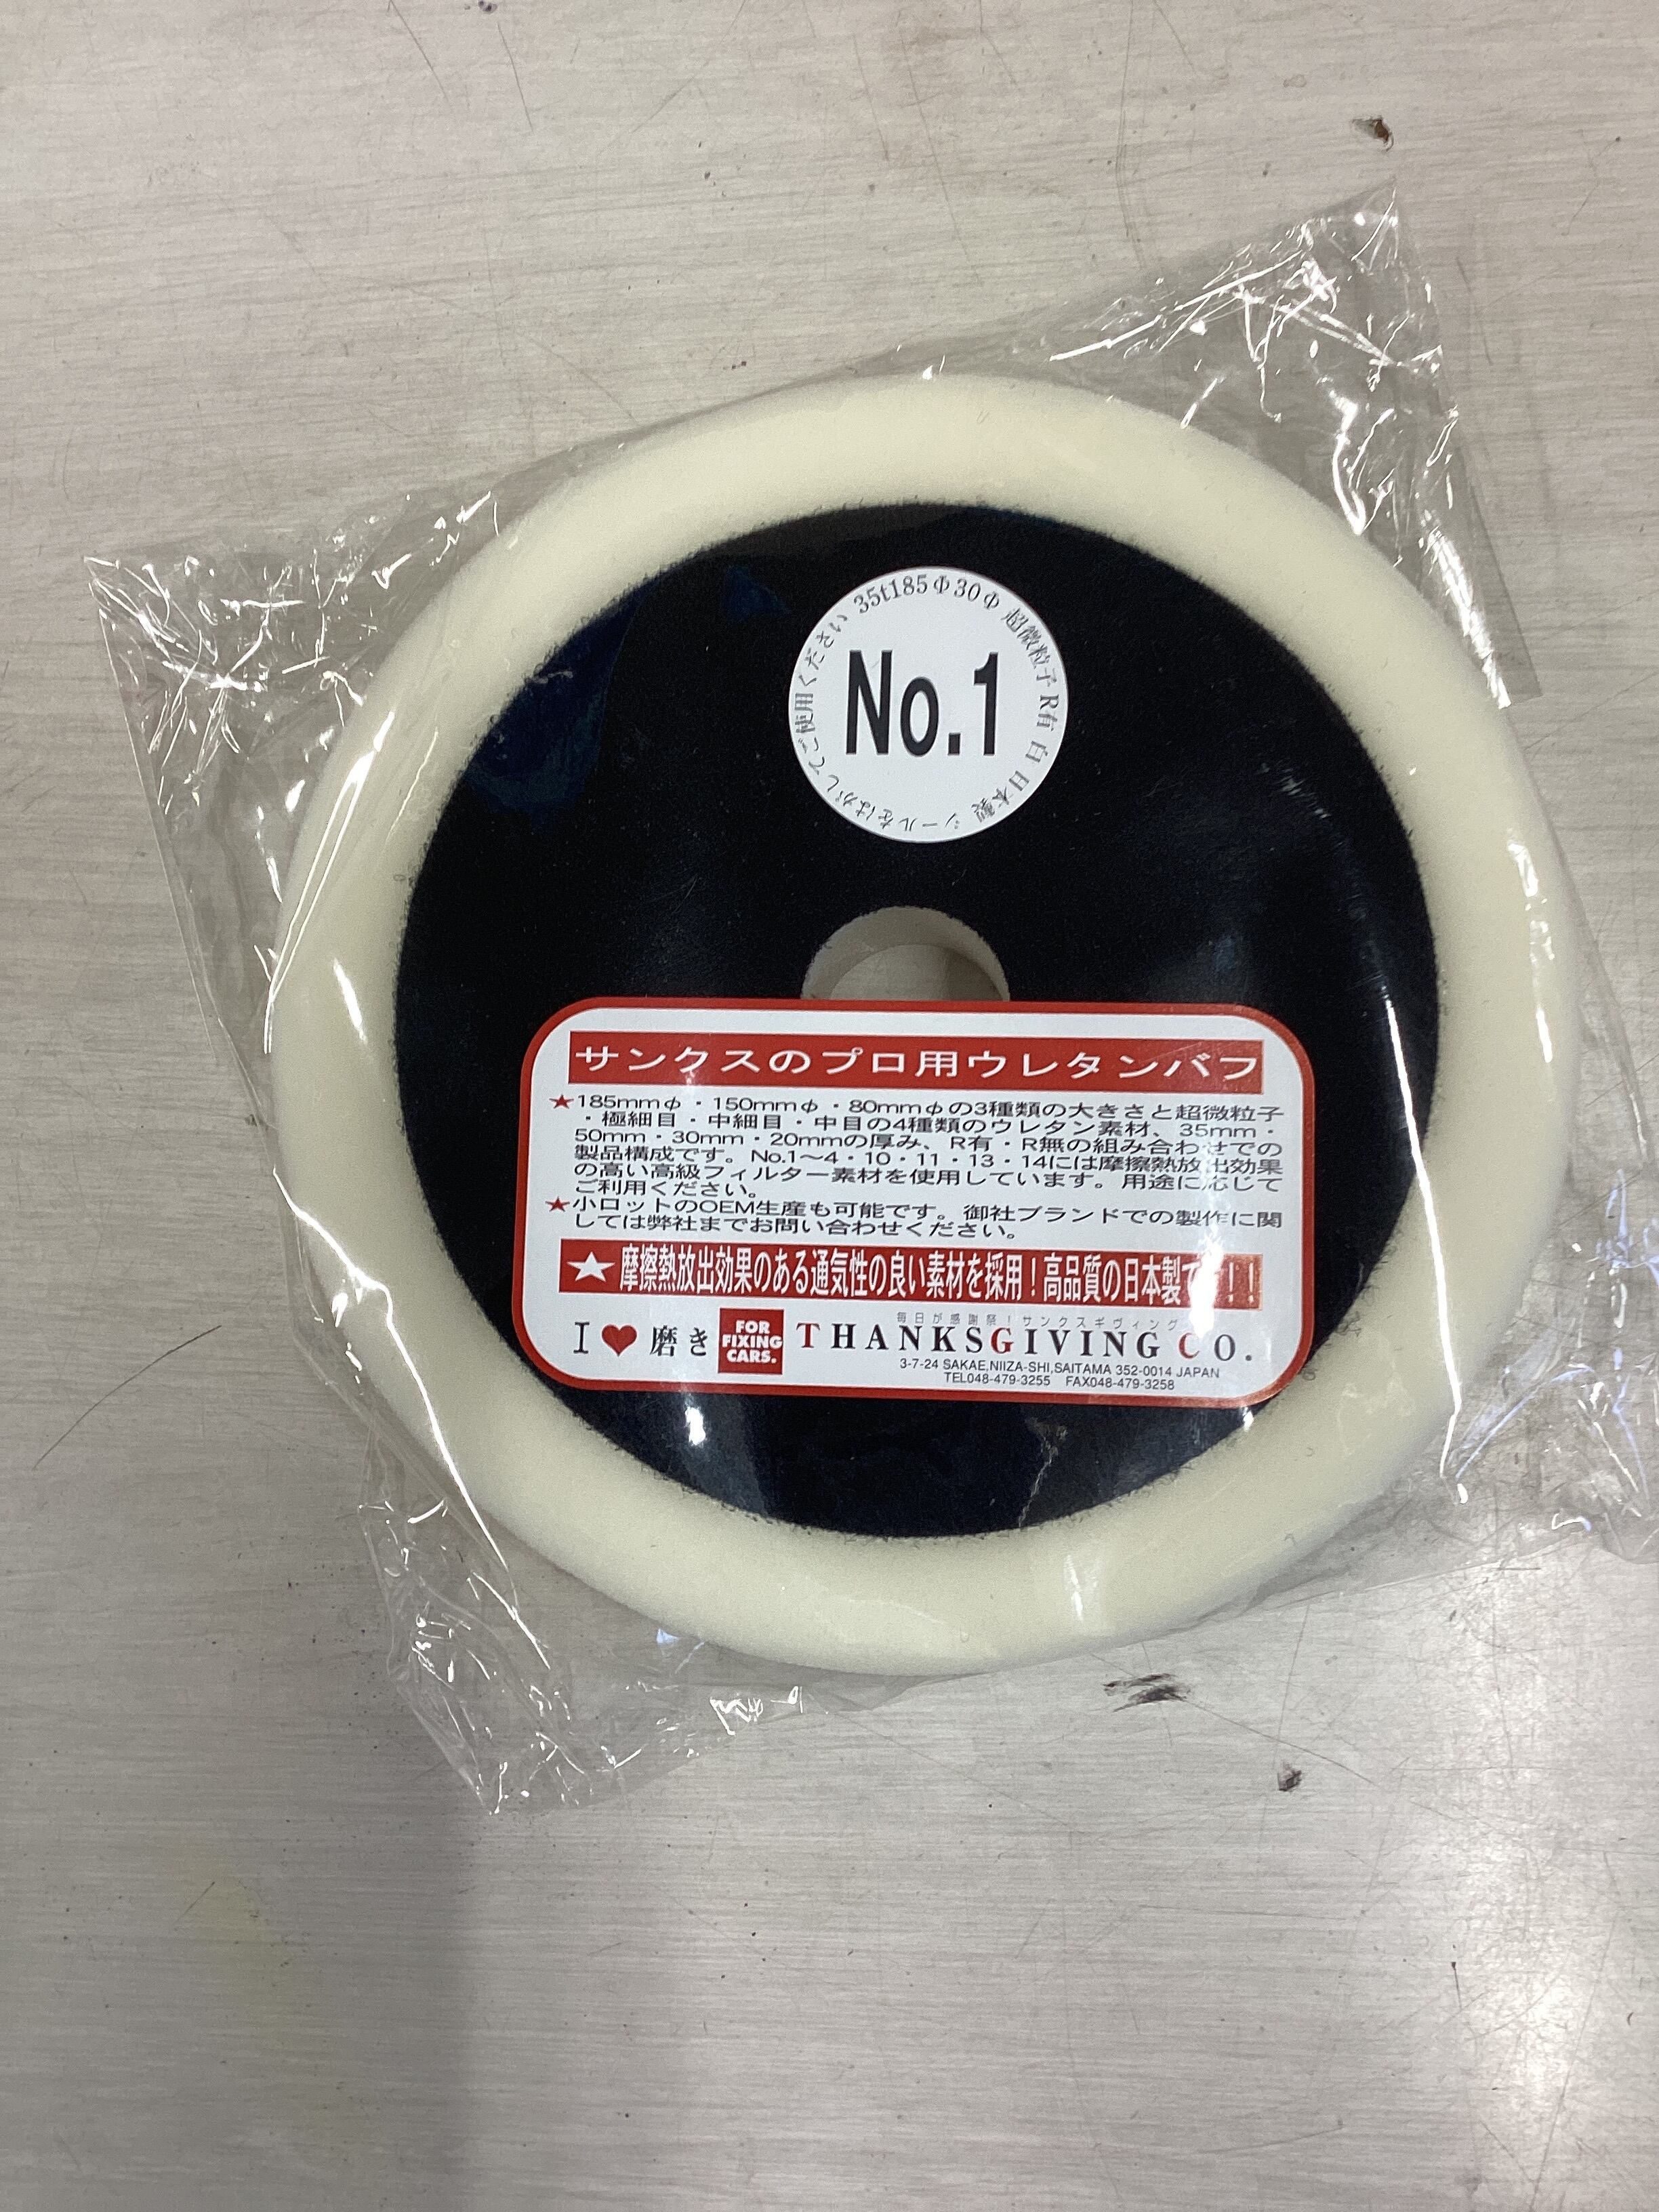 35t185Φ30Φ 超微粒子 R有 白 日本製 シールをはがしてご使用ください
No.1
サンクスのプロ用ウレタンバフ
★185mmφ・150mmφ・80mmφの3種類の大きさと超微粒子
・極細目・中細目・中目の4種類のウレタン素材、35mm・
50mm・30mm・20mmの厚み、R有・R無の組み合わせでの
製品構成です。No.1〜4・10・11・13・14には摩擦熱放出効果
の高い高級フィルター素材を使用しています。用途に応じて
ご利用ください。
★小ロットのOEM生産も可能です。御社ブランドでの製作に関
しては弊社までお問い合わせください。
★摩擦熱放出効果のある通気性の良い素材を採用！高品質の日本製です！！
毎日が感謝祭！サンクスギヴィング
I ♥ 磨き FOR FIXING CARS. THANKSGIVING CO.
3-7-24 SAKAE,NIIZA-SHI,SAITAMA 352-0014 JAPAN
TEL048-479-3255 FAX048-479-3258